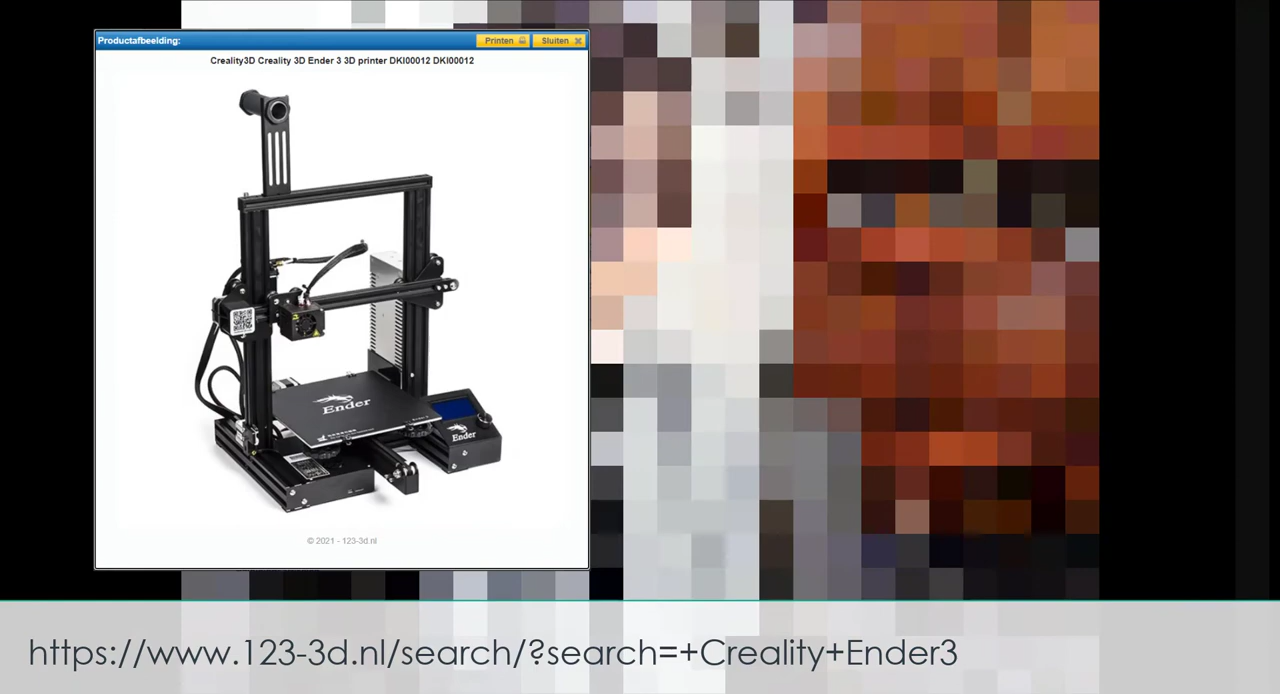 Productafbeelding:
Printen
Sluiten
Creality3D Creality 3D Ender 3 3D printer DKI00012 DKI00012
Ender
Ender
© 2021 - 123-3d.nl
https://www.123-3d.nl/search/?search=+Creality+Ender3